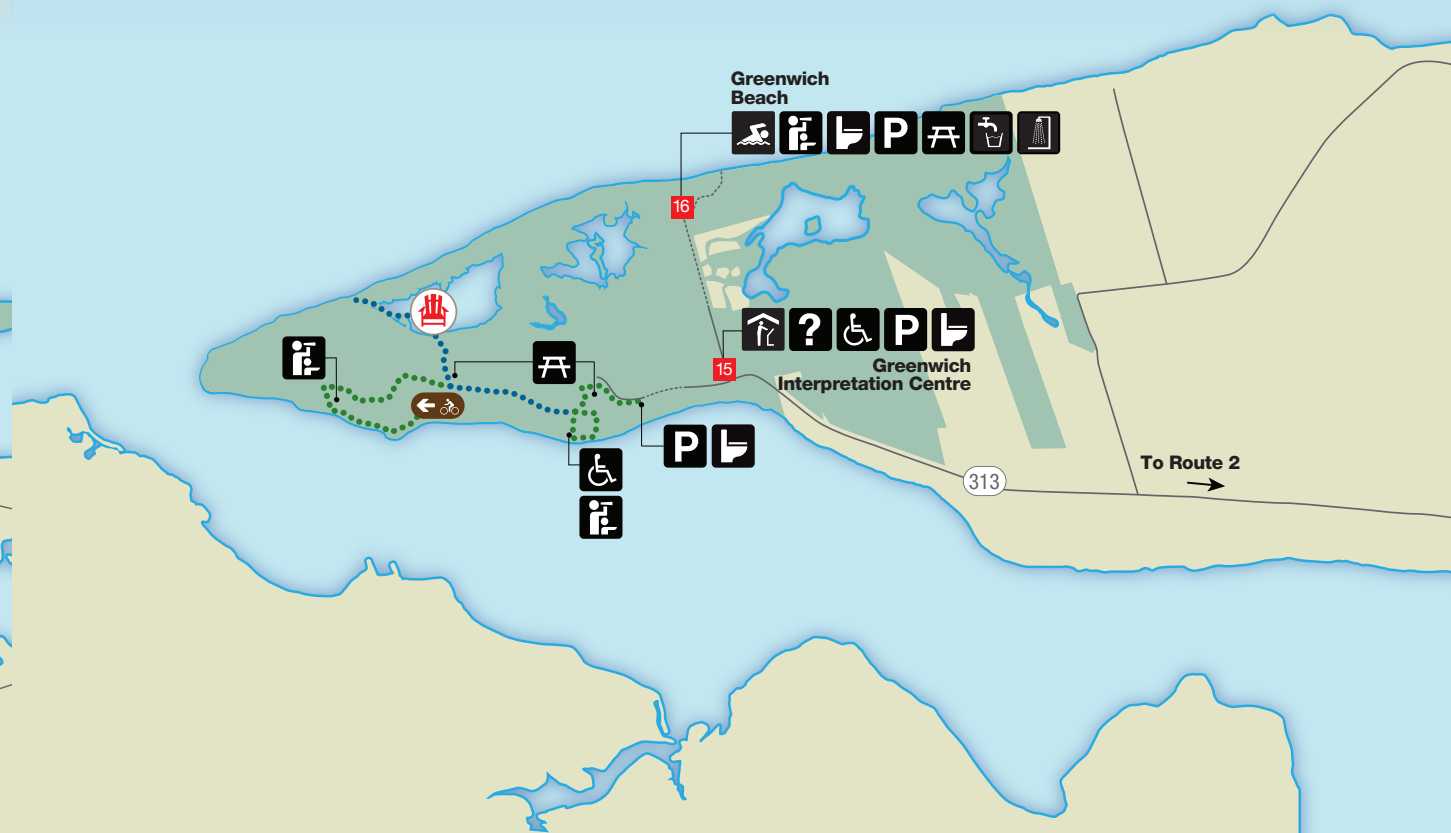 Greenwich
Beach
P
16
?
P
15
Greenwich
Interpretation Centre
P
To Route 2
313